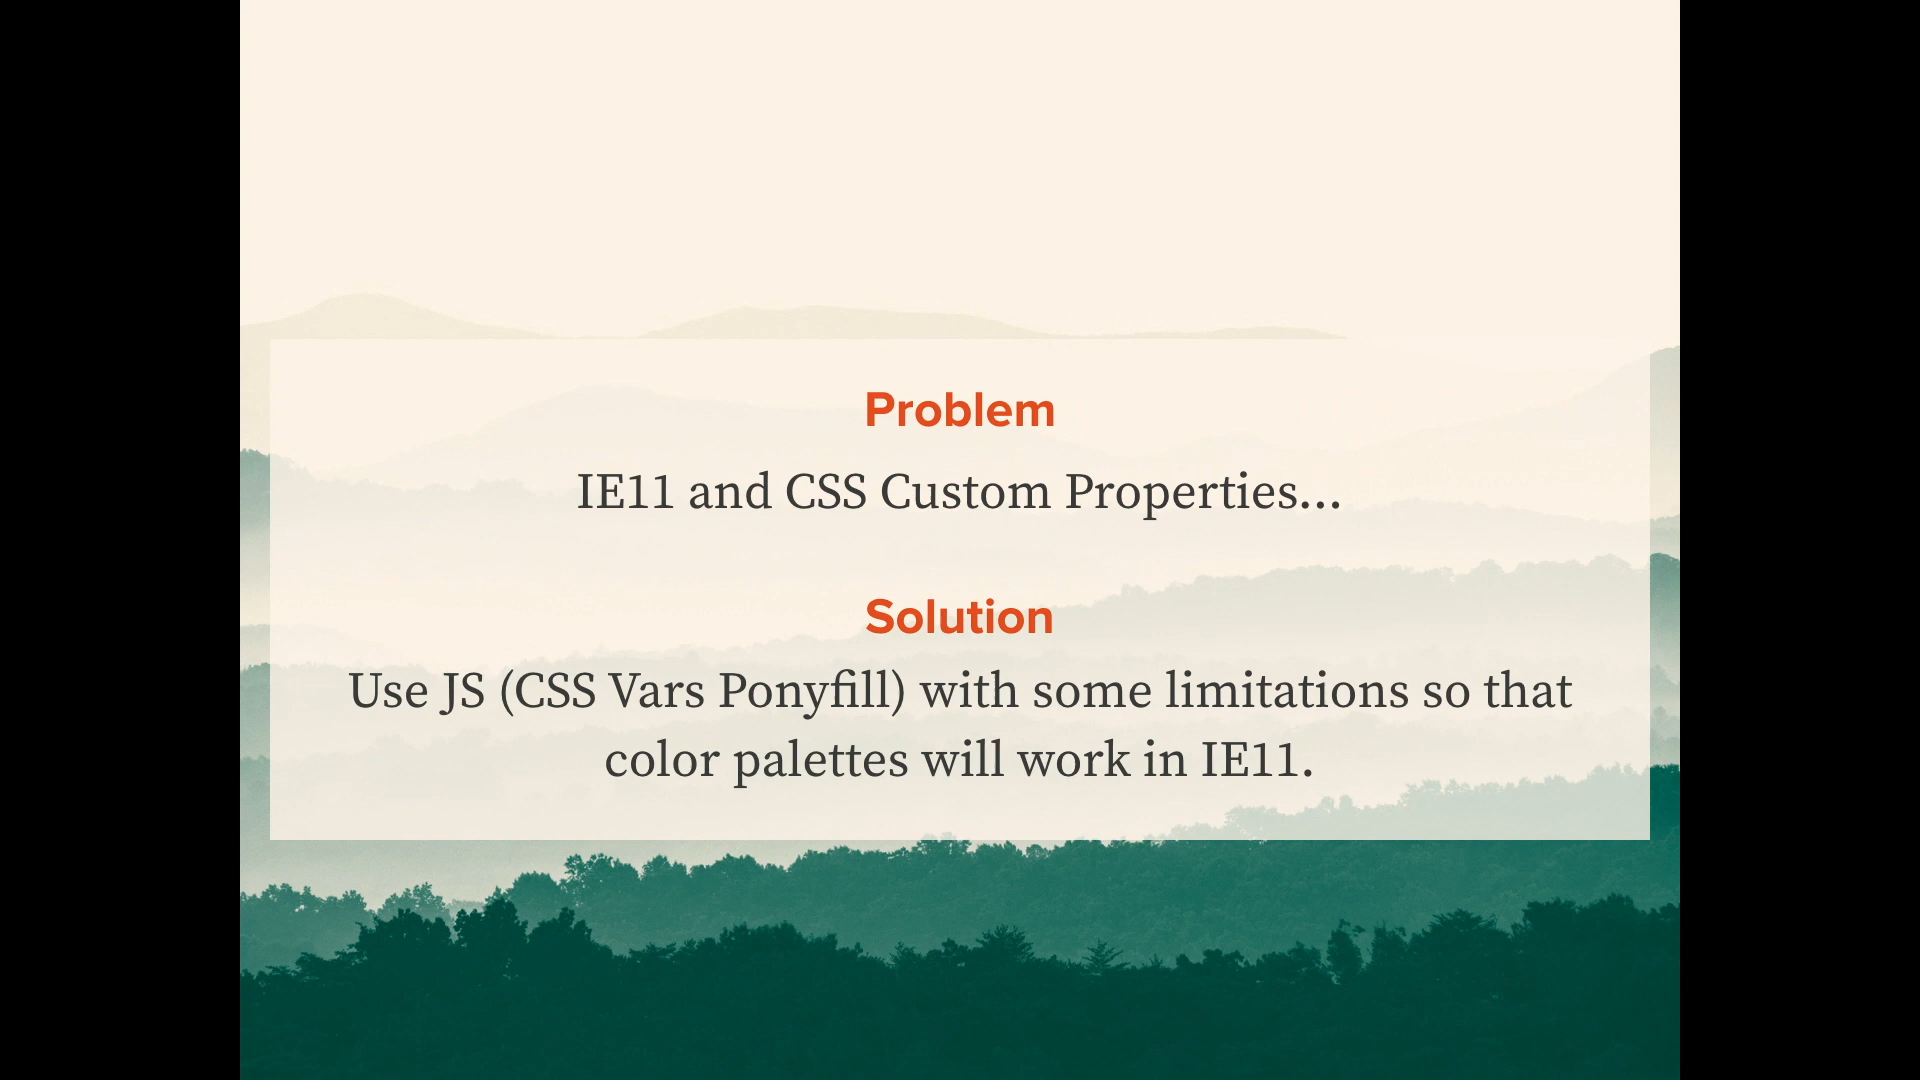 Problem
IE11 and CSS Custom Properties...
Solution
Use JS (CSS Vars Ponyfill) with some limitations so that
color palettes will work in IE11.